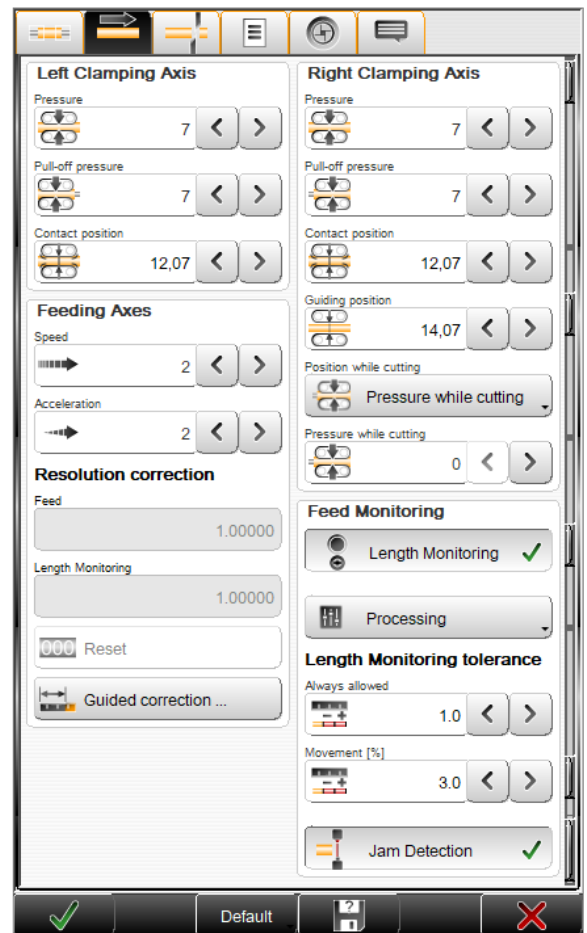 Left Clamping Axis
Pressure
7
Pull-off pressure
7
Contact position
12,07
Feeding Axes
Speed
2
Acceleration
2
Resolution correction
Feed
1.00000
Length Monitoring
1.00000
000 Reset
Guided correction ...
Right Clamping Axis
Pressure
7
Pull-off pressure
7
Contact position
12,07
Guiding position
14,07
Position while cutting
Pressure while cutting
Pressure while cutting
0
Feed Monitoring
Length Monitoring
Processing
Length Monitoring tolerance
Always allowed
1.0
Movement [%]
3.0
Jam Detection
Default
?